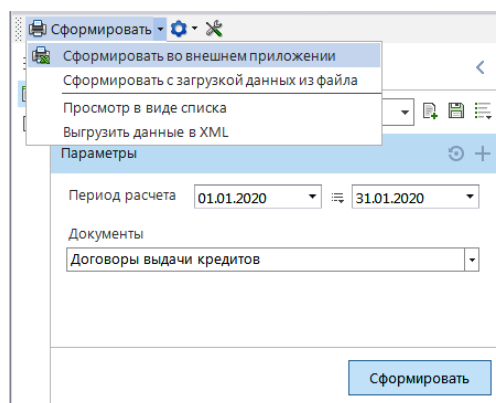 Сформировать
Сформировать во внешнем приложении
Сформировать с загрузкой данных из файла
Просмотр в виде списка
Выгрузить данные в XML
Параметры
Период расчета 01.01.2020 31.01.2020
Документы
Договоры выдачи кредитов
Сформировать